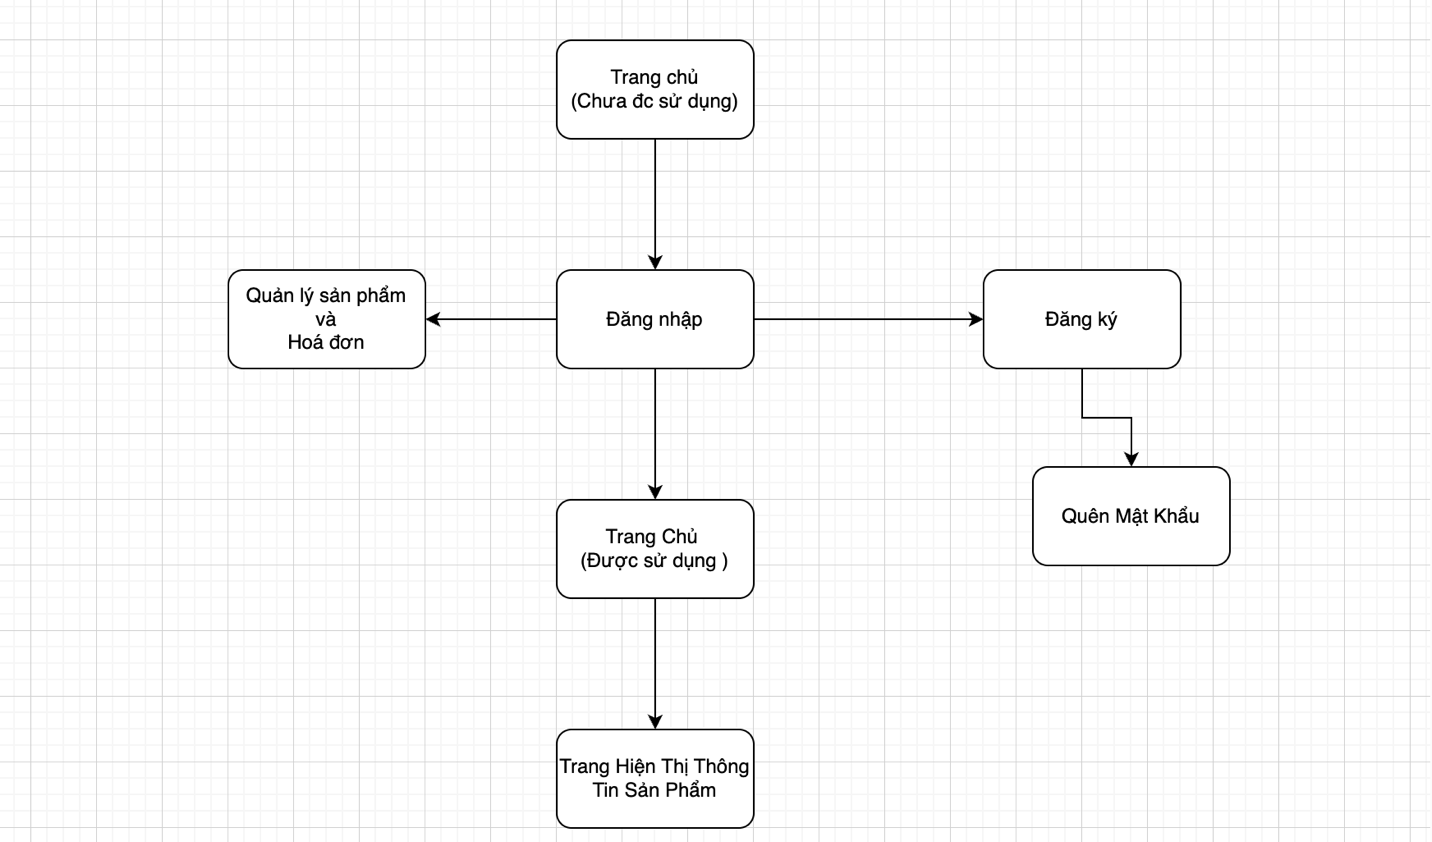 Trang chủ
(Chưa đc sử dụng)
Quản lý sản phẩm
và
Hoá đơn
Đăng nhập
Đăng ký
Trang Chủ
(Được sử dụng )
Quên Mật Khẩu
Trang Hiện Thị Thông
Tin Sản Phẩm